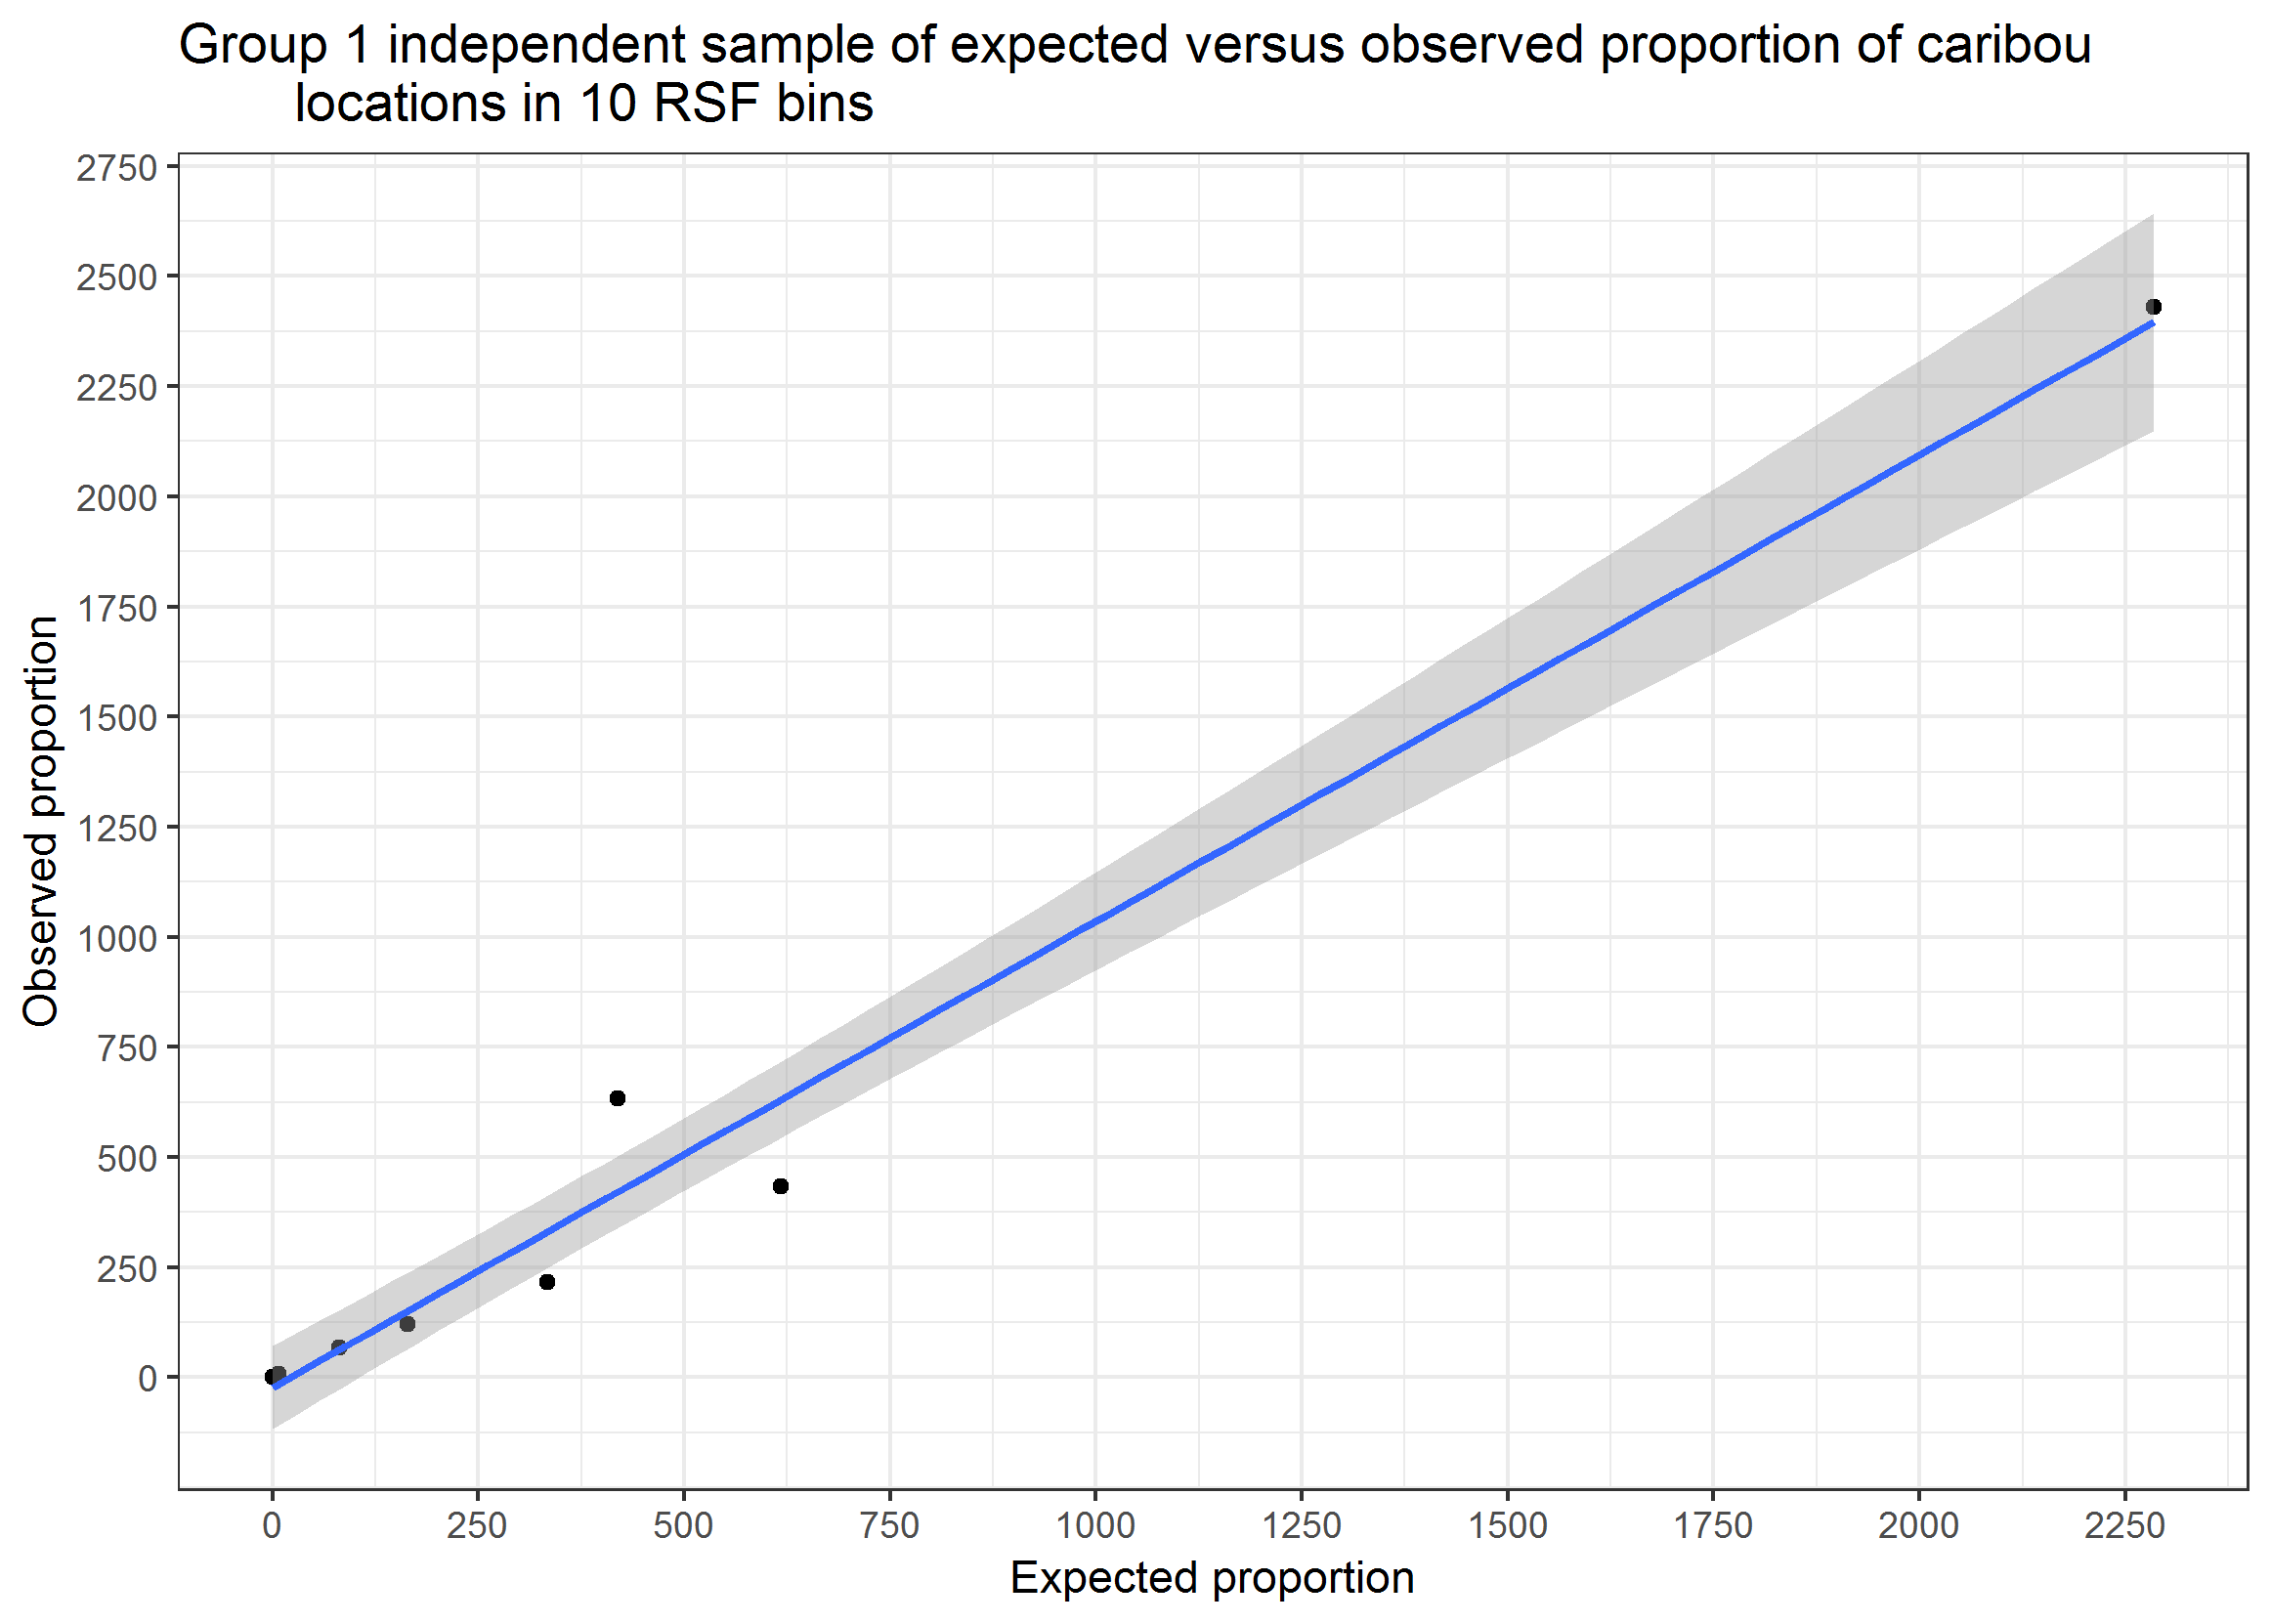 Group 1 independent sample of expected versus observed proportion of caribou
locations in 10 RSF bins
2750
2500
2250
2000
1750
1500
1250
1000
750
500
250
0
Observed proportion
0 250 500 750 1000 1250 1500 1750 2000 2250
Expected proportion